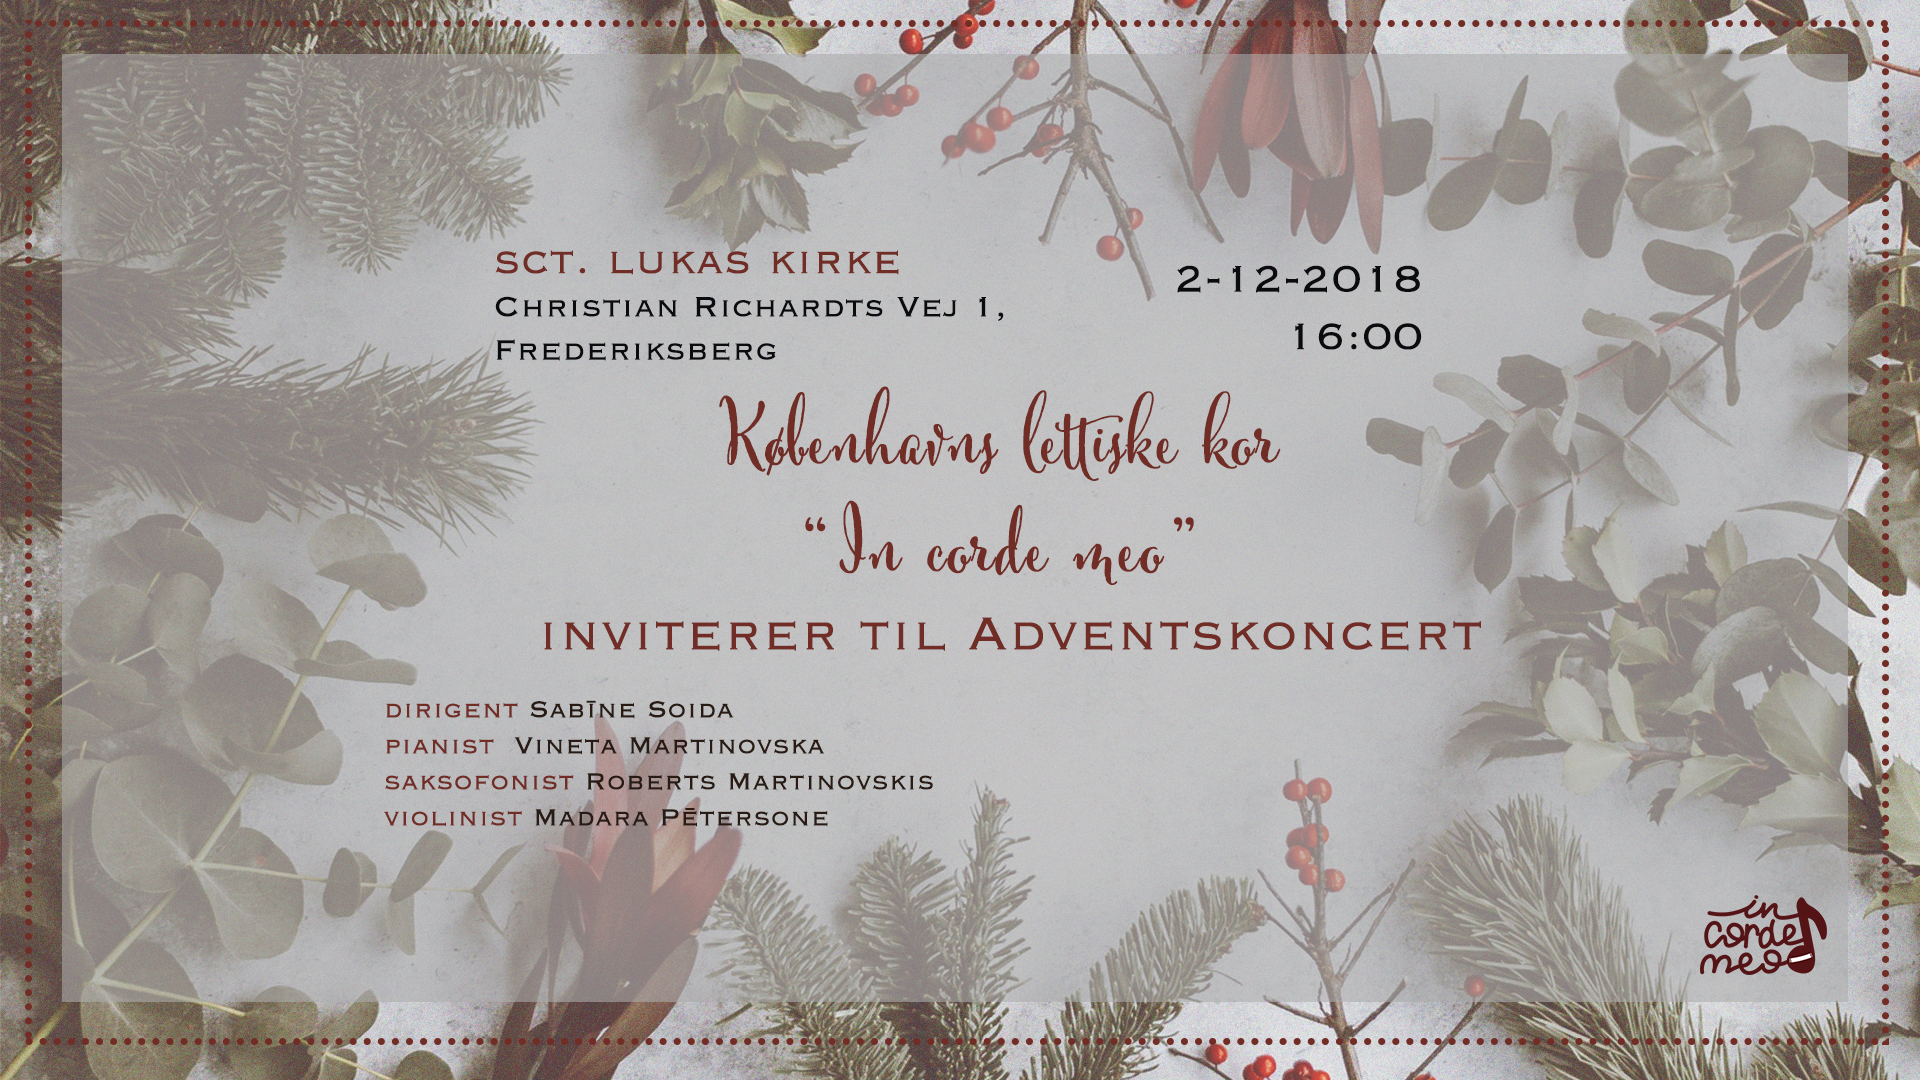 SCT. LUKAS KIRKE
Christian Richardts Vej 1,
Frederiksberg
2-12-2018
16:00
Københavns lettiske kor
“In corde meo”
inviterer til Adventskoncert
dirigent Sabīne Soida
pianist Vineta Martinovska
saksofonist Roberts Martinovskis
violinist Madara Pētersone
in
corde
meo